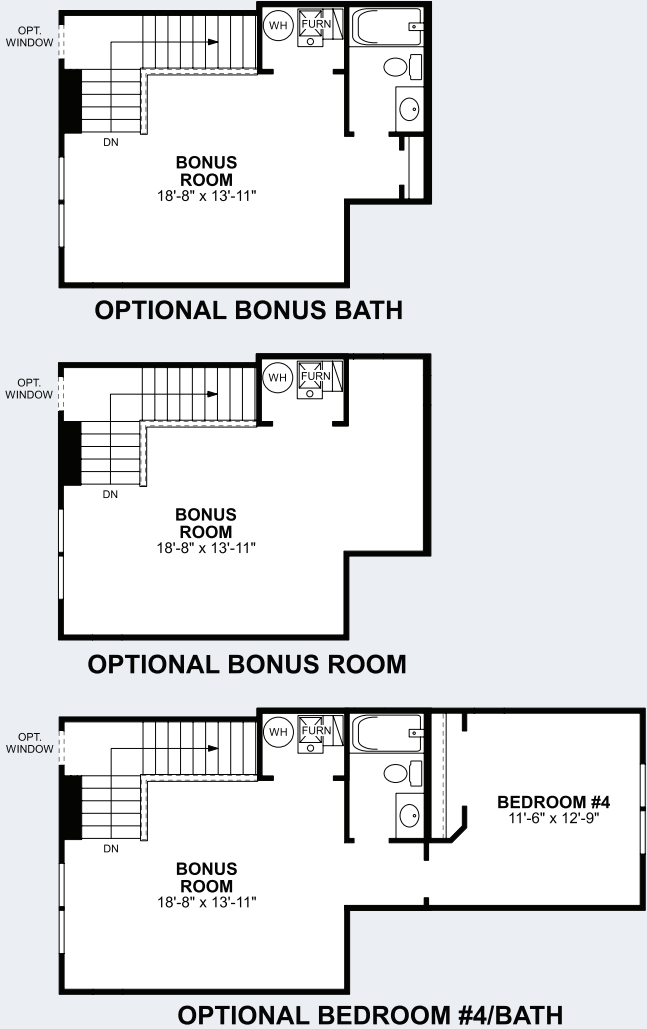 OPT.
WINDOW
WH
FURN
DN
BONUS
ROOM
18'-8" x 13'-11"
OPTIONAL BONUS BATH
OPT.
WINDOW
WH
FURN
DN
BONUS
ROOM
18'-8" x 13'-11"
OPTIONAL BONUS ROOM
OPT.
WINDOW
WH
FURN
DN
BONUS
ROOM
18'-8" x 13'-11"
BEDROOM #4
11'-6" x 12'-9"
OPTIONAL BEDROOM #4/BATH